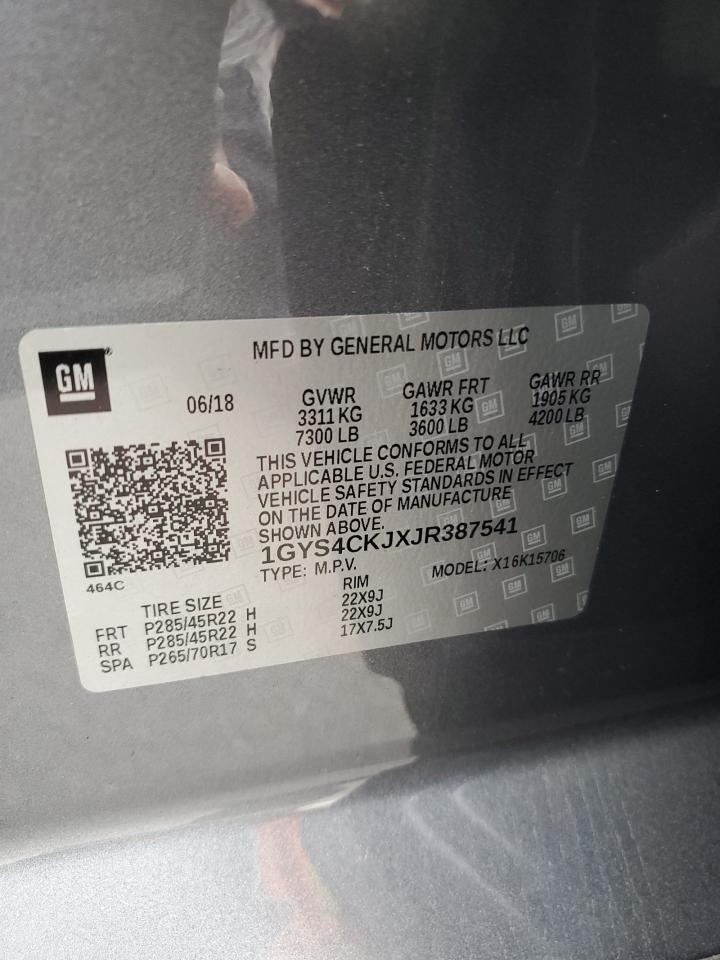 MFD BY GENERAL MOTORS LLC
GM
06/18
GVWR GAWR FRT GAWR RR
3311 KG 1633 KG 1905 KG
7300 LB 3600 LB 4200 LB
THIS VEHICLE CONFORMS TO ALL
APPLICABLE U.S. FEDERAL MOTOR
VEHICLE SAFETY STANDARDS IN EFFECT
ON THE DATE OF MANUFACTURE
SHOWN ABOVE.
1GYS4CKJXJR387541
TYPE: M.P.V. MODEL: X16K15706
464C
TIRE SIZE RIM
FRT P285/45R22 H 22X9J
RR P285/45R22 H 22X9J
SPA P265/70R17 S 17X7.5J